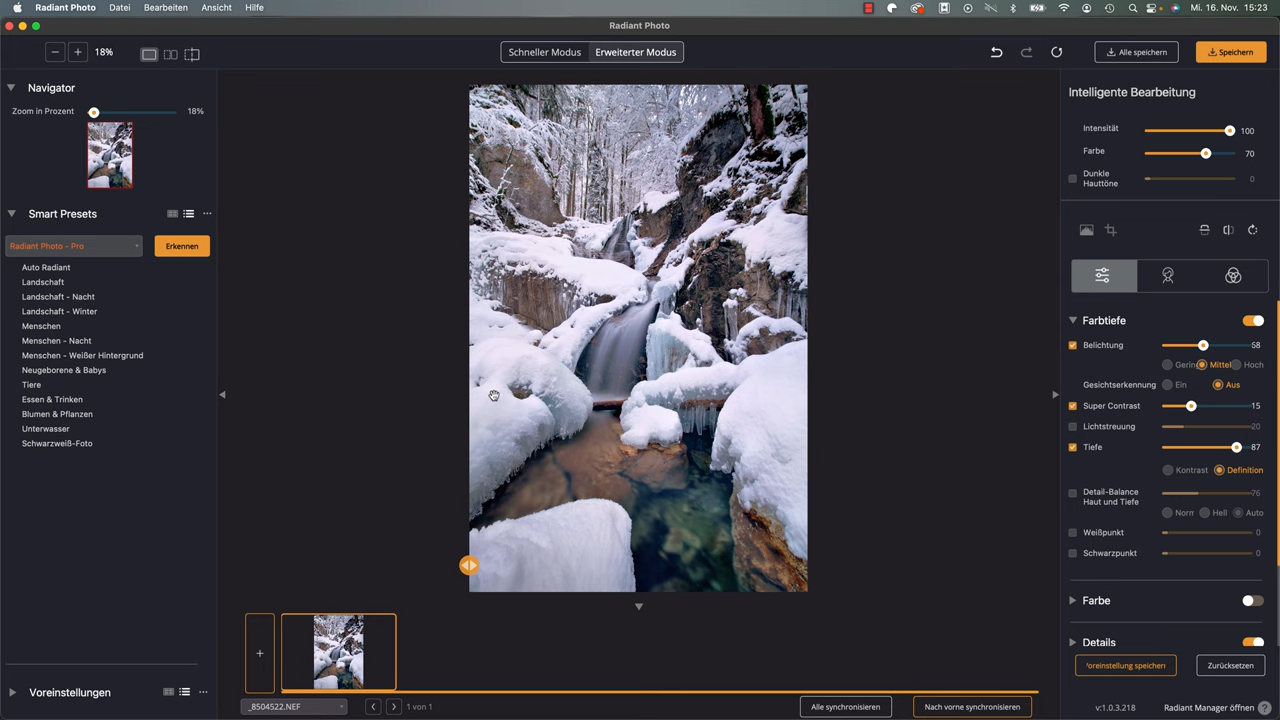 Radiant Photo Datei Bearbeiten Ansicht Hilfe Mi. 16. Nov. 15:23
Radiant Photo
18% Schneller Modus Erweiterter Modus Alle speichern Speichern
Navigator
Zoom in Prozent 18%
Smart Presets
Radiant Photo - Pro Erkennen
Auto Radiant
Landschaft
Landschaft - Nacht
Landschaft - Winter
Menschen
Menschen - Nacht
Menschen - Weißer Hintergrund
Neugeborene & Babys
Tiere
Essen & Trinken
Blumen & Pflanzen
Unterwasser
Schwarzweiß-Foto
Voreinstellungen
_8504522.NEF 1 von 1 Alle synchronisieren Nach vorne synchronisieren
Intelligente Bearbeitung
Intensität 100
Farbe 70
Dunkle
Hauttöne 0
Farbtiefe
Belichtung 58
Gerin Mittel Hoch
Gesichtserkennung Ein Aus
Super Contrast 15
Lichtstreuung 20
Tiefe 87
Kontrast Definition
Detail-Balance
Haut und Tiefe 76
Norr Hell Auto
Weißpunkt 0
Schwarzpunkt 0
Farbe
Details
oreinstellung speicher Zurücksetzen
v:1.0.3.218 Radiant Manager öffnen ?